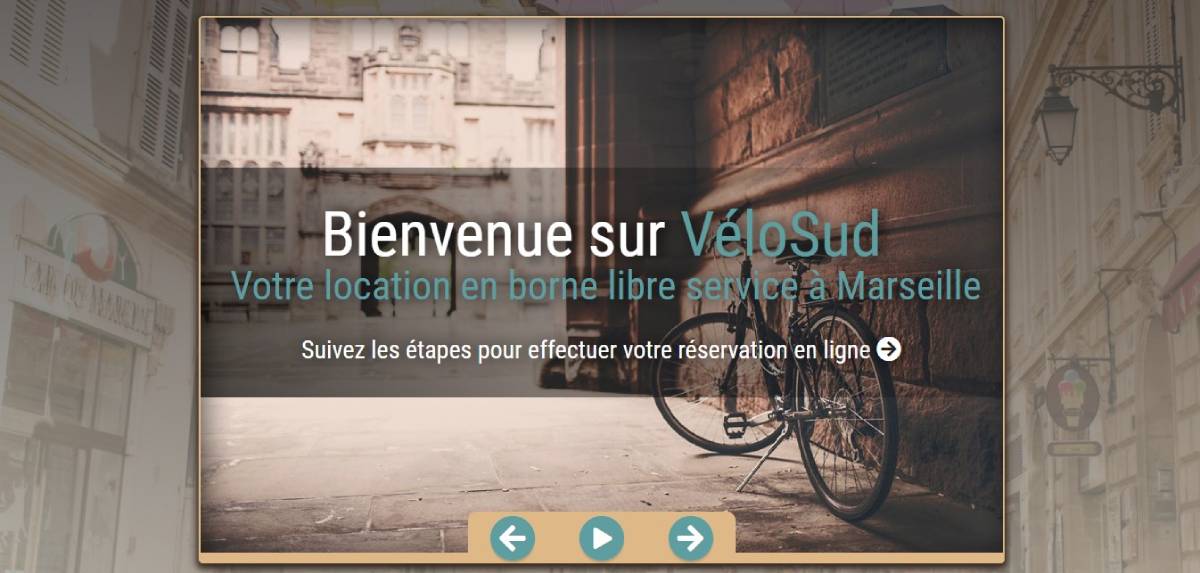 Bienvenue sur VéloSud
Votre location en borne libre service à Marseille
Suivez les étapes pour effectuer votre réservation en ligne